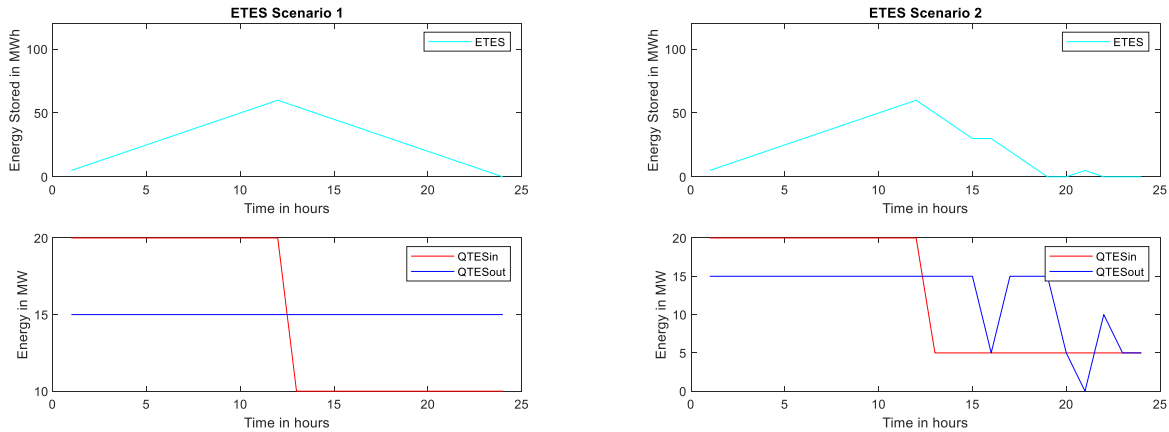 ETES Scenario 1
Energy Stored in MWh
100
50
0
ETES
0 5 10 15 20 25
Time in hours
Energy in MW
20
15
10
QTESin
QTESout
0 5 10 15 20 25
Time in hours
ETES Scenario 2
Energy Stored in MWh
100
50
0
ETES
0 5 10 15 20 25
Time in hours
Energy in MW
20
15
10
5
0
QTESin
QTESout
0 5 10 15 20 25
Time in hours